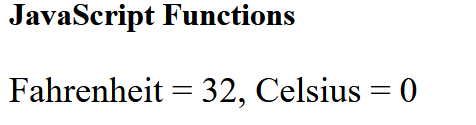 JavaScript Functions
Fahrenheit = 32, Celsius = 0